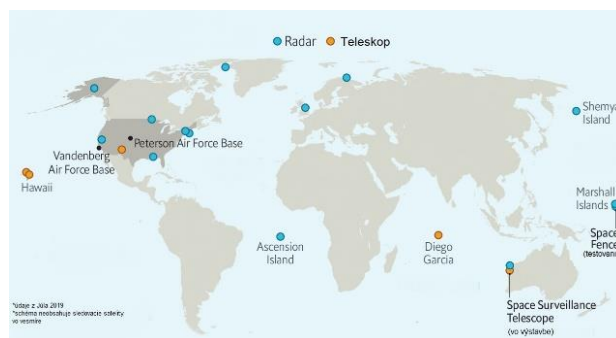 Radar
Teleskop
Shemya
Island
Peterson Air Force Base
Vandenberg
Air Force Base
Hawaii
Marshall
Islands
Space
Fence
(testovani
Ascension
Island
Diego
Garcia
Space Surveillance
Telescope
(vo výstavbe)
*údaje z Júla 2019
*schéma neobsahuje sledovacie satelity
vo vesmíre